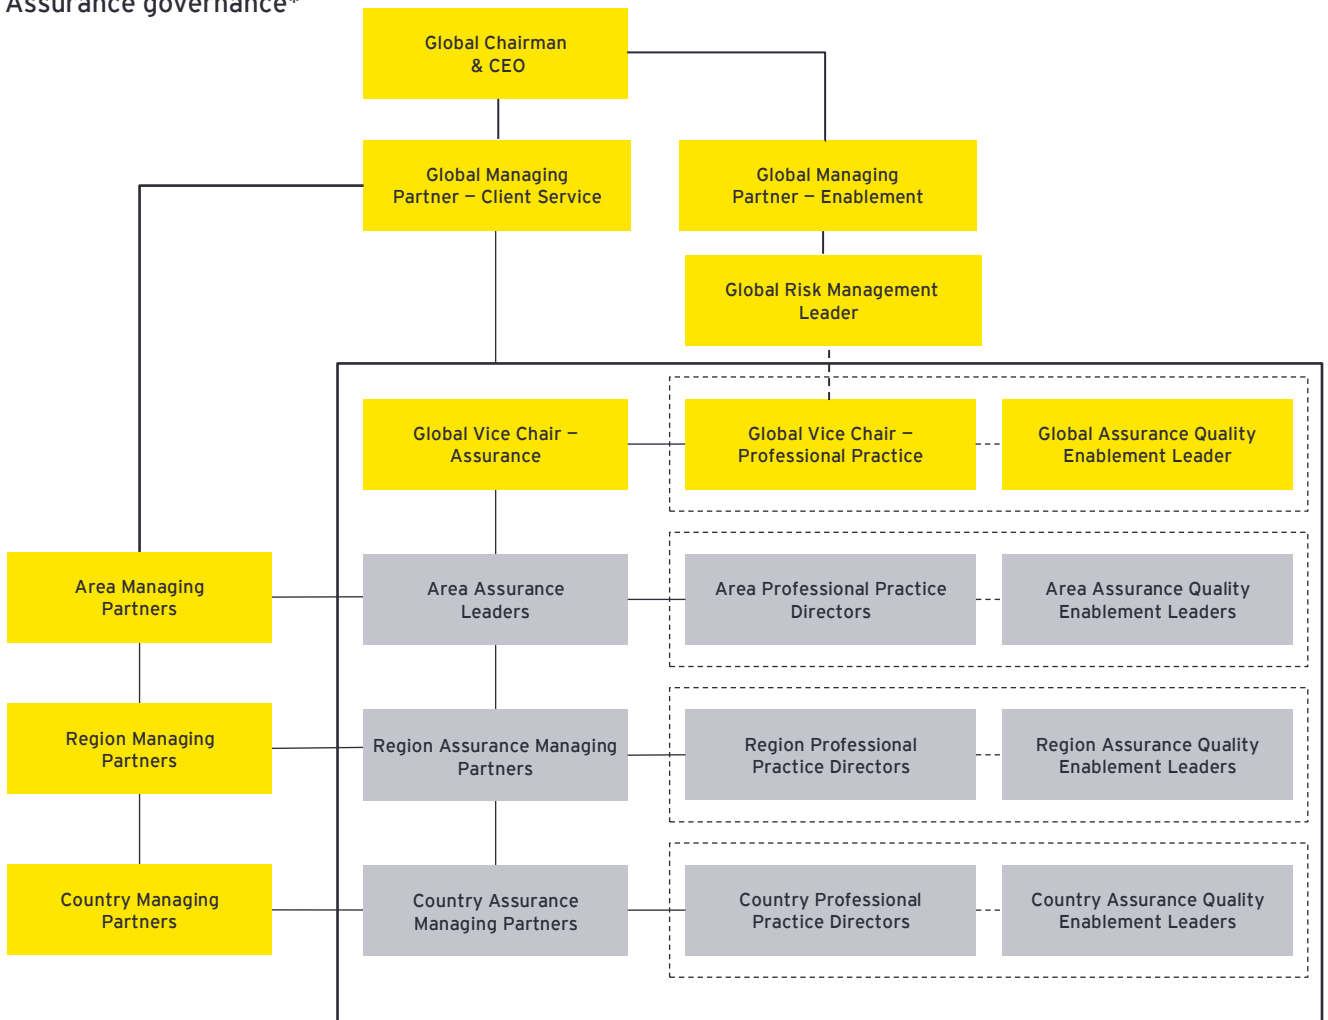 Assurance governance*
Global Chairman
& CEO
Global Managing
Partner – Client Service
Global Managing
Partner – Enablement
Global Risk Management
Leader
Global Vice Chair –
Assurance
Global Vice Chair –
Professional Practice
Global Assurance Quality
Enablement Leader
Area Managing
Partners
Area Assurance
Leaders
Area Professional Practice
Directors
Area Assurance Quality
Enablement Leaders
Region Managing
Partners
Region Assurance Managing
Partners
Region Professional
Practice Directors
Region Assurance Quality
Enablement Leaders
Country Managing
Partners
Country Assurance
Managing Partners
Country Professional
Practice Directors
Country Assurance Quality
Enablement Leaders